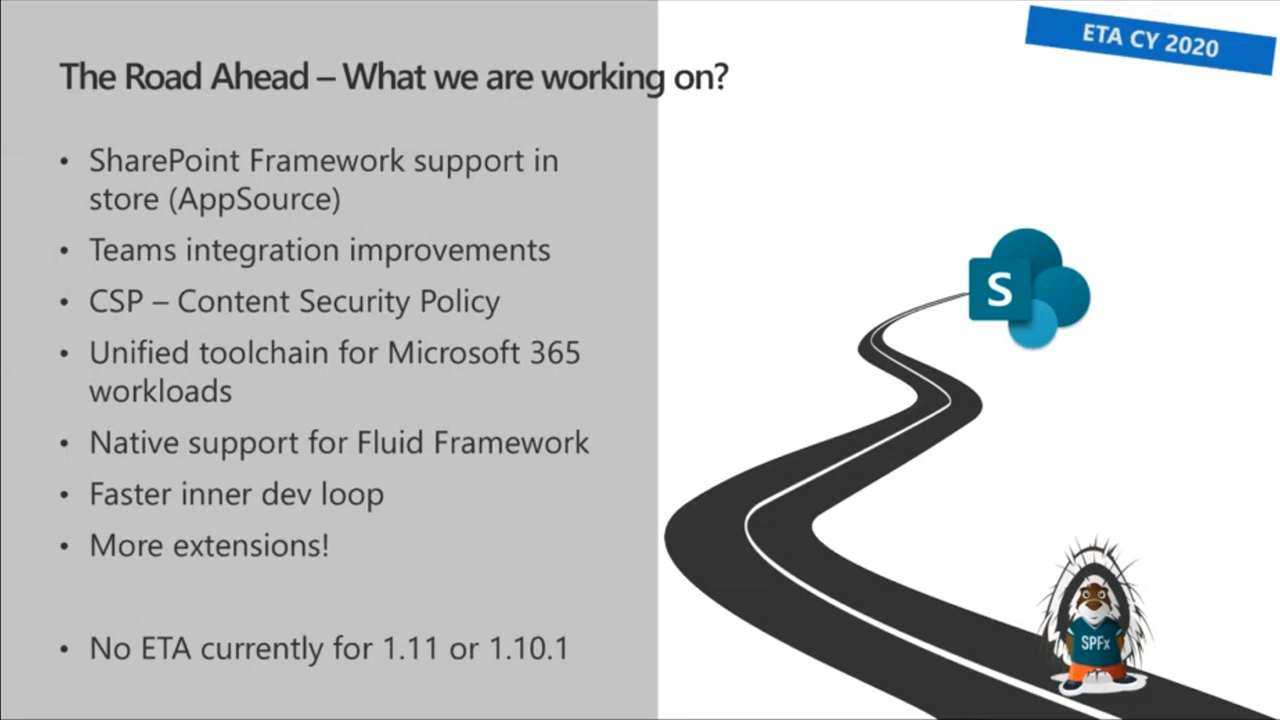 ETA CY 2020
The Road Ahead – What we are working on?
• SharePoint Framework support in
store (AppSource)
• Teams integration improvements
• CSP – Content Security Policy
• Unified toolchain for Microsoft 365
workloads
• Native support for Fluid Framework
• Faster inner dev loop
• More extensions!
• No ETA currently for 1.11 or 1.10.1
S
SPFx